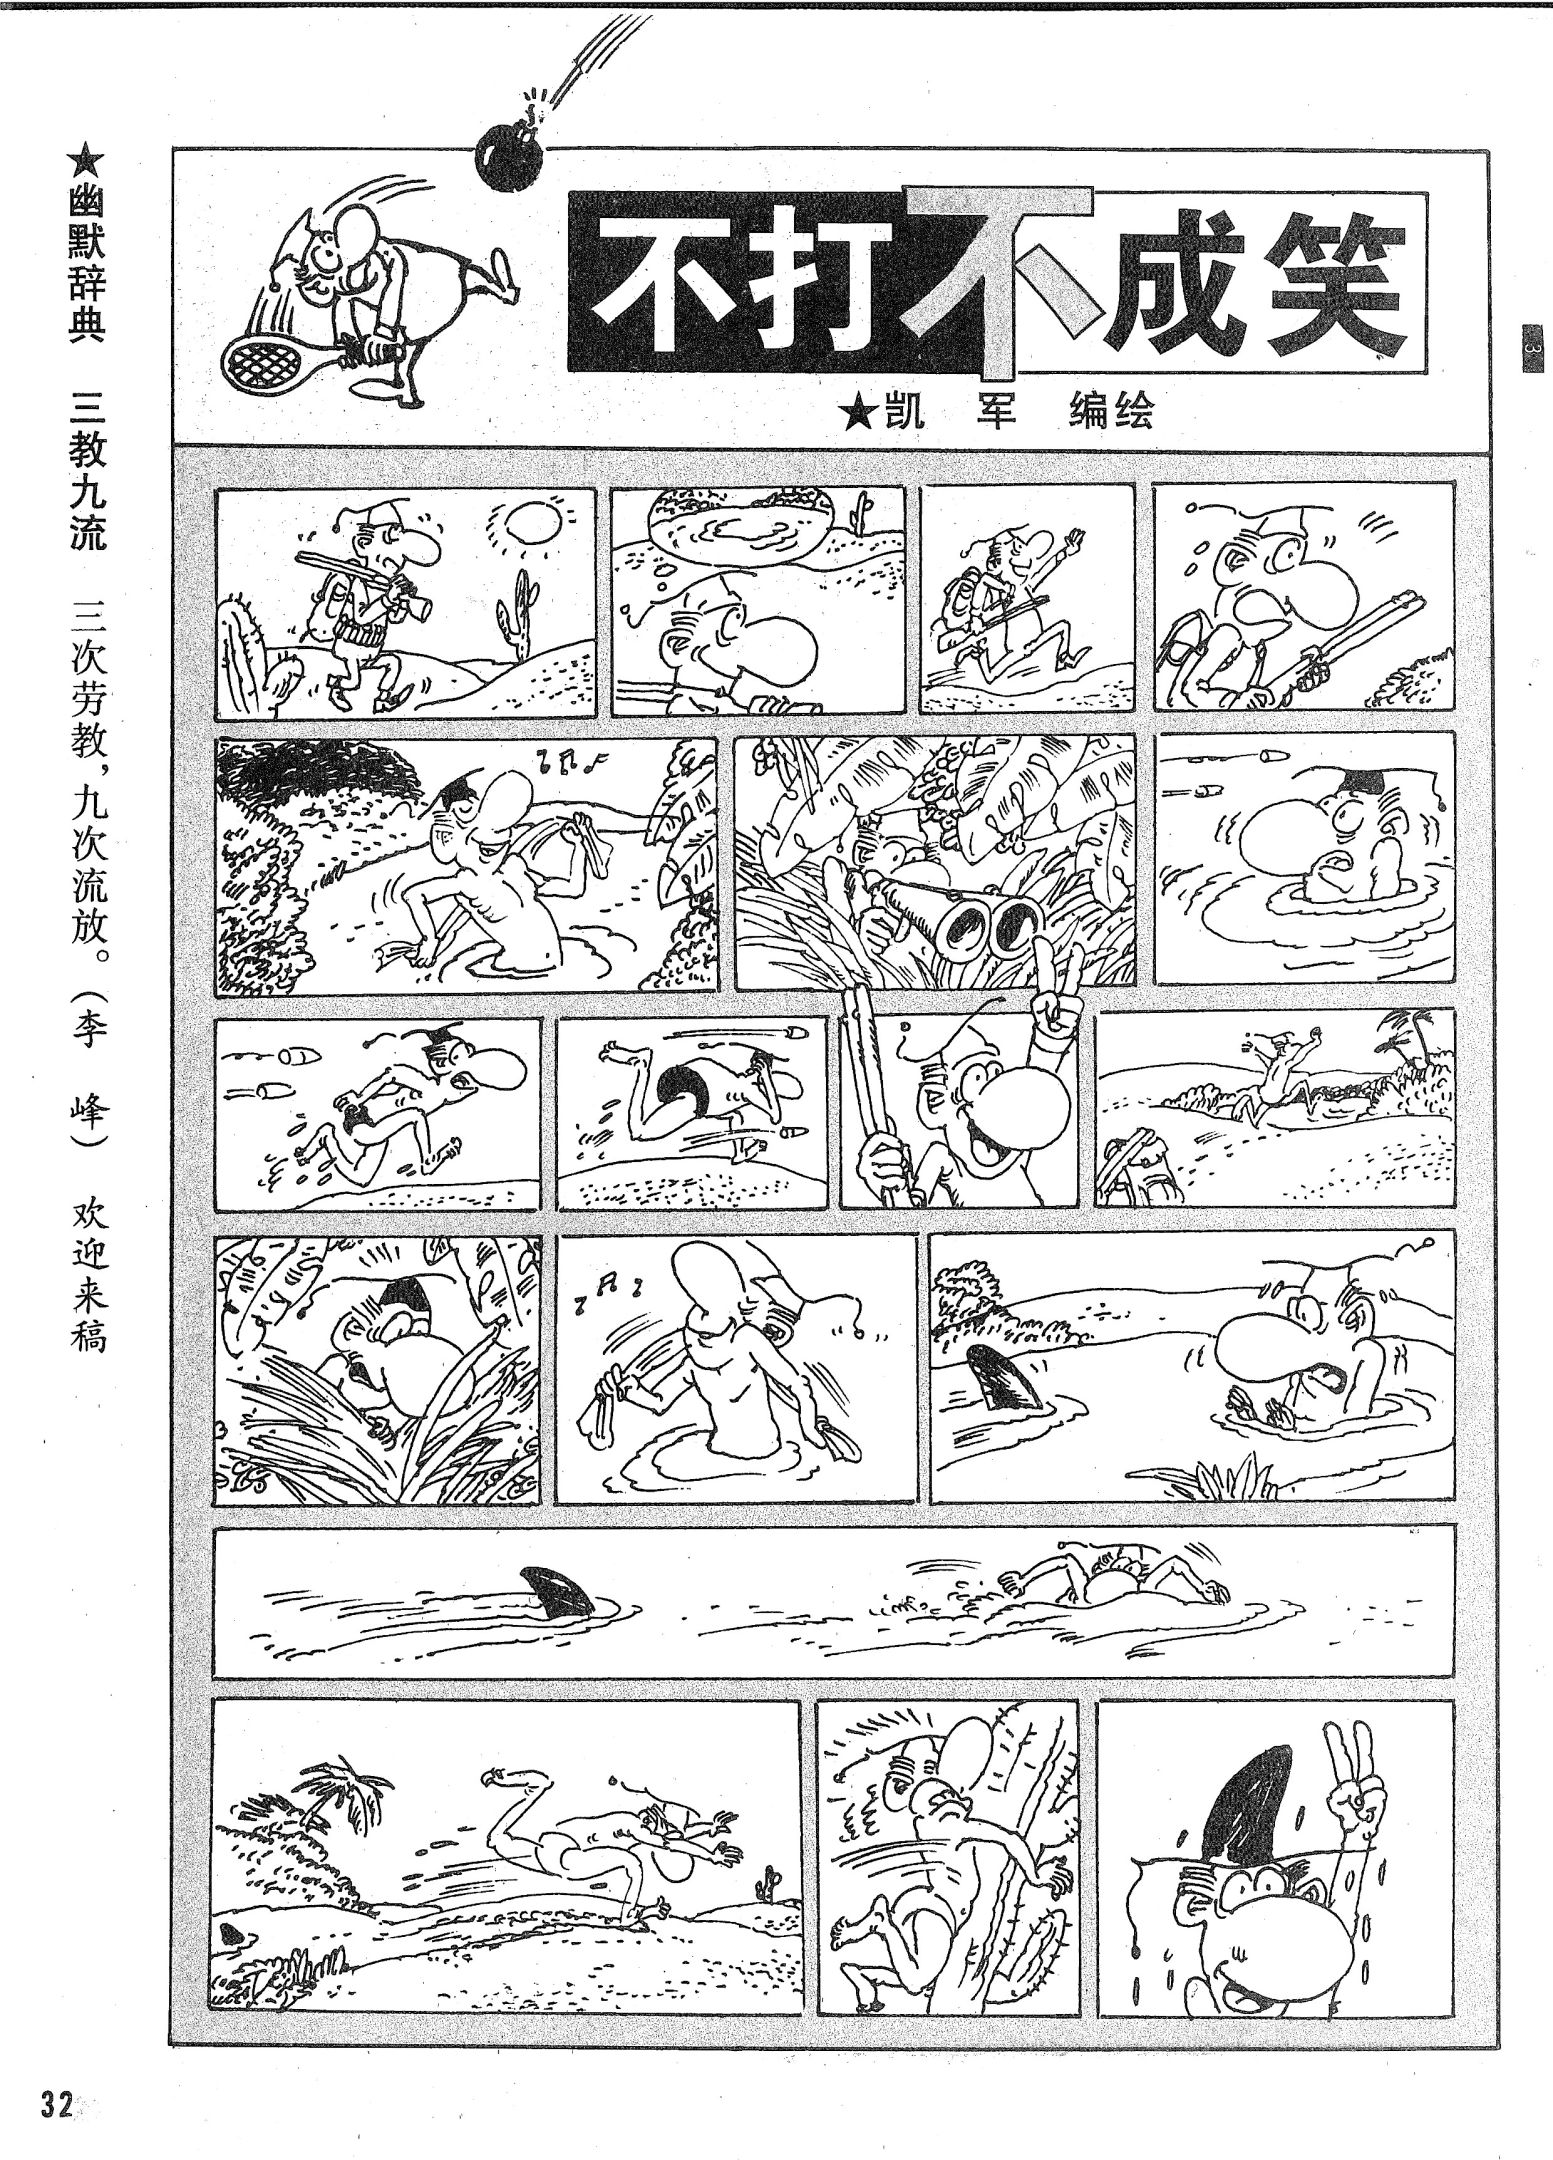 不打不成笑
★凯 军 编绘
★幽默辞典 三教九流 三次劳教，九次流放。（李 峰） 欢迎来稿
32